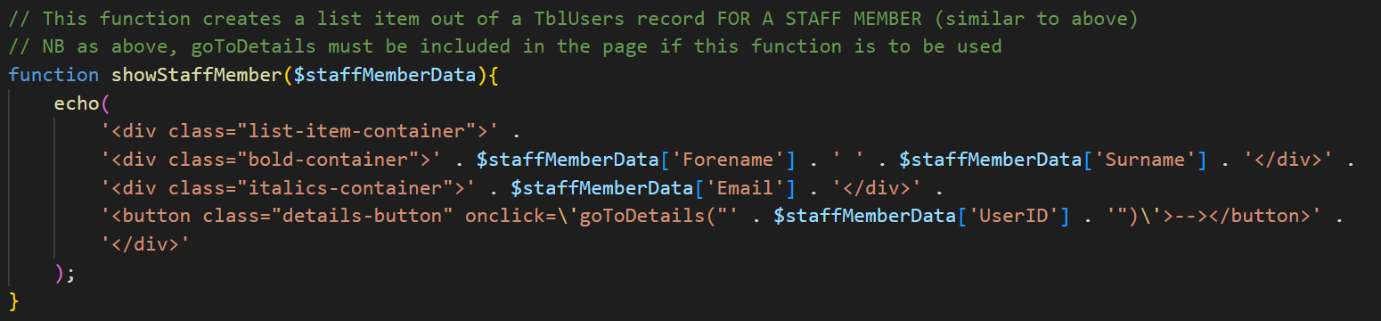 // This function creates a list item out of a TblUsers record FOR A STAFF MEMBER (similar to above)
// NB as above, goToDetails must be included in the page if this function is to be used
function showStaffMember($staffMemberData){
    echo(
        '<div class="list-item-container">' .
        '<div class="bold-container">' . $staffMemberData['Forename'] . ' ' . $staffMemberData['Surname'] . '</div>' .
        '<div class="italics-container">' . $staffMemberData['Email'] . '</div>' .
        '<button class="details-button" onclick=\'goToDetails("' . $staffMemberData['UserID'] . '")\'>--></button>' .
        '</div>'
    );
}